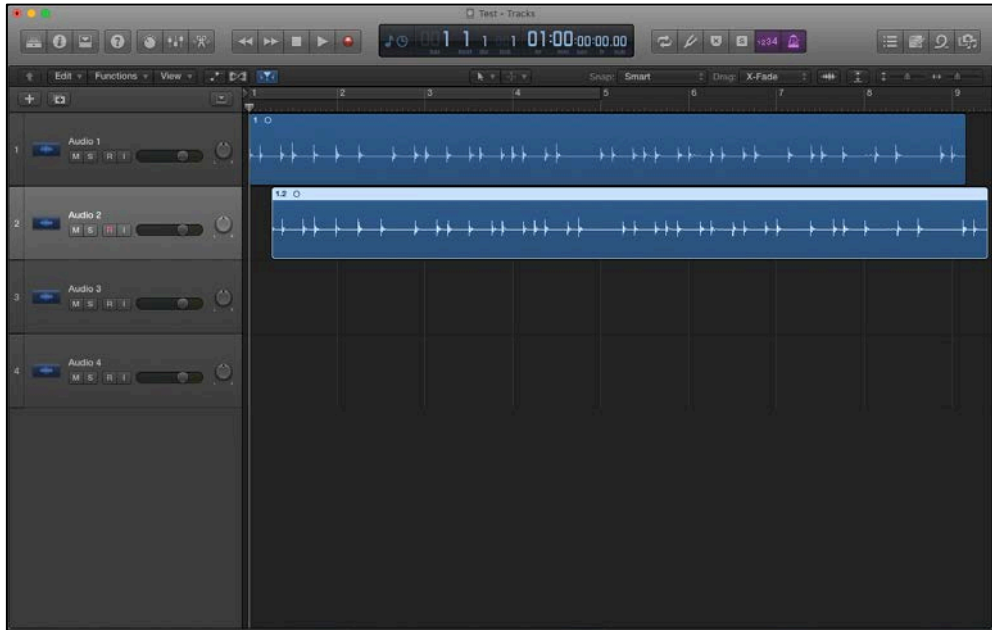 Test - Tracks
1 1 1 1 01:00:00:00.00
1234
Edit Functions View Snap: Smart Drag: X-Fade
1 2 3 4 5 6 7 8 9
1
1 Audio 1
M S R I
1.2
2 Audio 2
M S R I
3 Audio 3
M S R I
4 Audio 4
M S R I